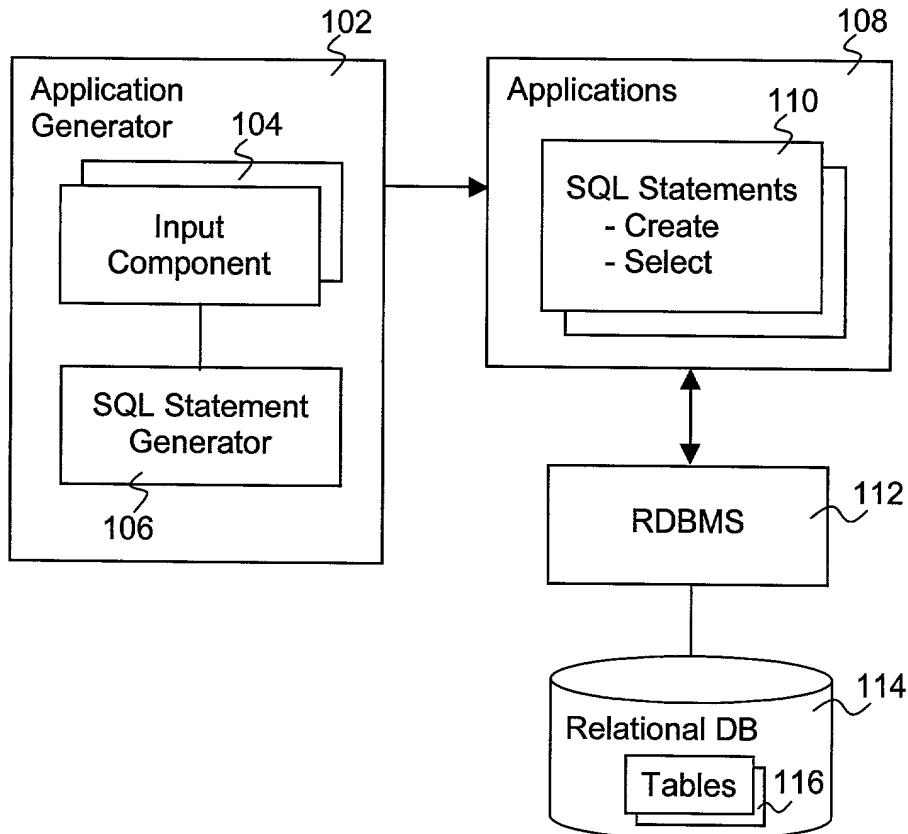 102
Application
Generator
104
Input
Component
SQL Statement
Generator
106
108
Applications
110
SQL Statements
- Create
- Select
RDBMS
112
114
Relational DB
Tables
116